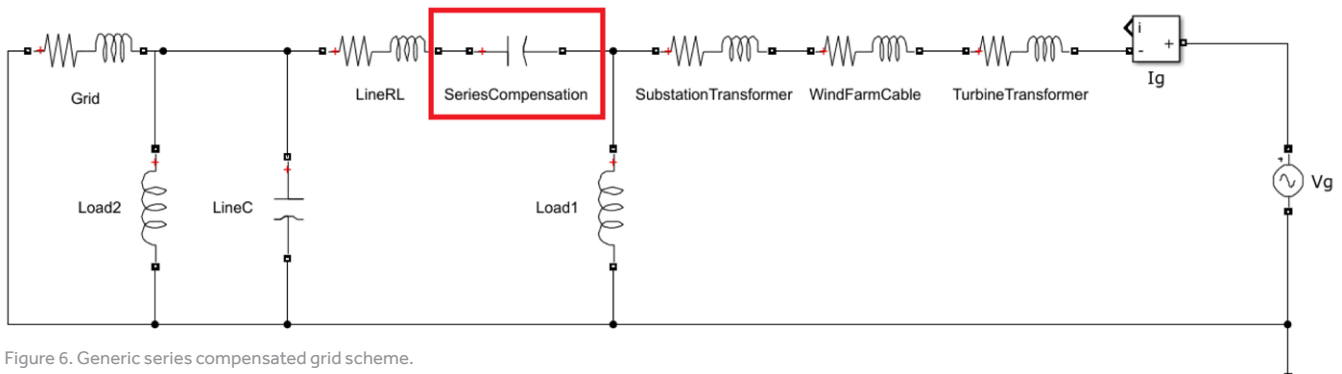 i
- +
Ig
Grid
LineRL
SeriesCompensation
SubstationTransformer
WindFarmCable
TurbineTransformer
Vg
Load2
LineC
Load1
Figure 6. Generic series compensated grid scheme.